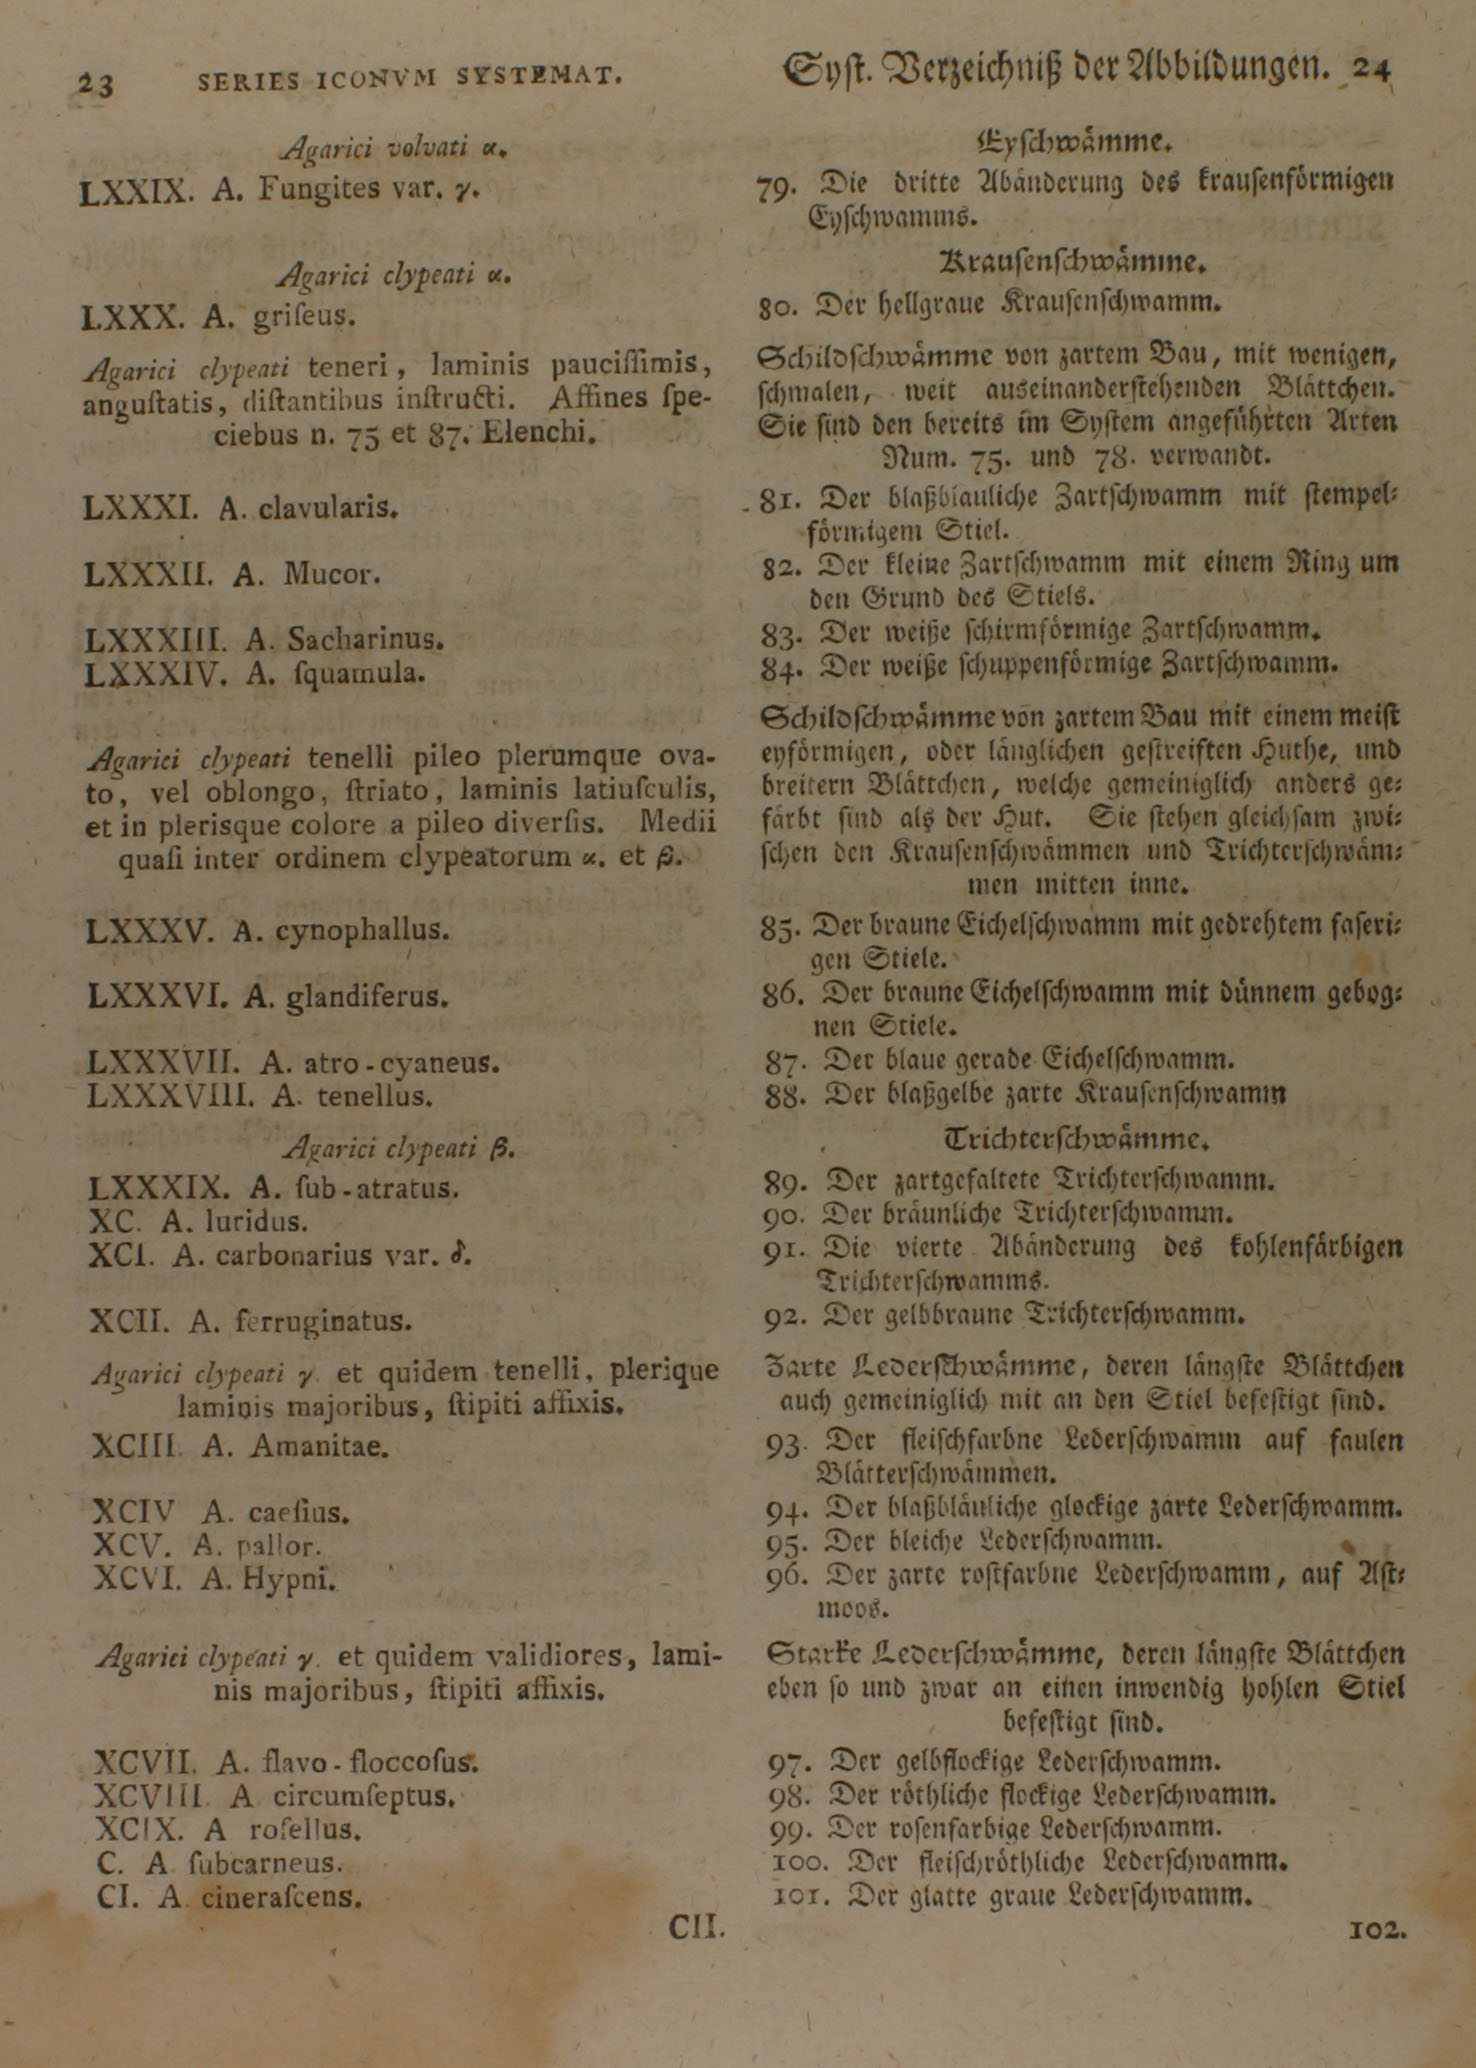 23 SERIES ICONVM SYSTEMAT.
Agarici volvati α.
LXXIX. A. Fungites var. γ.
Agarici clypeati α.
LXXX. A. griſeus.
Agarici clypeati teneri, laminis pauciſſimis,
anguſtatis, diſtantibus inſtructi. Affines ſpe-
ciebus n. 75 et 87. Elenchi.
LXXXI. A. clavularis.
LXXXII. A. Mucor.
LXXXIII. A. Sacharinus.
LXXXIV. A. ſquamula.
Agarici clypeati tenelli pileo plerumque ova-
to, vel oblongo, ſtriato, laminis latiuſculis,
et in plerisque colore a pileo diverſis. Medii
quaſi inter ordinem clypeatorum α. et β.
LXXXV. A. cynophallus.
LXXXVI. A. glandiferus.
LXXXVII. A. atro-cyaneus.
LXXXVIII. A. tenellus.
Agarici clypeati β.
LXXXIX. A. ſub-atratus.
XC. A. luridus.
XCI. A. carbonarius var. δ.
XCII. A. ferruginatus.
Agarici clypeati γ et quidem tenelli, plerique
laminis majoribus, ſtipiti affixis.
XCIII A. Amanitae.
XCIV A. caeſius.
XCV. A. pallor.
XCVI. A. Hypni.
Agarici clypeati γ. et quidem validiores, lami-
nis majoribus, ſtipiti affixis.
XCVII. A. flavo-floccoſus.
XCVIII A circumſeptus.
XCIX. A roſellus.
C. A ſubcarneus.
CI. A cineraſcens.
CII.
Syſt. Verzeichniß der Abbildungen. 24
Eyſchwämme.
79. Die dritte Abänderung des krauſenförmigen
Eyſchwamms.
Krauſenſchwämme.
80. Der hellgraue Krauſenſchwamm.
Schildſchwämme von zartem Bau, mit wenigen,
ſchmalen, weit auseinanderſtehenden Blättchen.
Sie ſind den bereits im Syſtem angeführten Arten
Num. 75. und 78. verwandt.
81. Der blaßblauliche Zartſchwamm mit ſtempel-
förmigem Stiel.
82. Der kleine Zartſchwamm mit einem Ring um
den Grund des Stiels.
83. Der weiße ſchirmförmige Zartſchwamm.
84. Der weiße ſchuppenförmige Zartſchwamm.
Schildſchwämme von zartem Bau mit einem meiſt
eyförmigen, oder länglichen geſtreiften Huthe, und
breitern Blättchen, welche gemeiniglich anders ge-
färbt ſind als der Hut. Sie ſtehen gleichſam zwi-
ſchen den Krauſenſchwämmen und Trichterſchwäm-
men mitten inne.
85. Der braune Eichelſchwamm mit gedrehtem faſeri-
gen Stiele.
86. Der braune Eichelſchwamm mit dünnem gebog-
nen Stiele.
87. Der blaue gerade Eichelſchwamm.
88. Der blaßgelbe zarte Krauſenſchwamm
Trichterſchwämme.
89. Der zartgefaltete Trichterſchwamm.
90. Der bräunliche Trichterſchwamm.
91. Die vierte Abänderung des kohlenfärbigen
Trichterſchwamms.
92. Der gelbbraune Trichterſchwamm.
Zarte Lederſchwämme, deren längſte Blättchen
auch gemeiniglich mit an den Stiel befeſtigt ſind.
93. Der fleiſchfarbne Lederſchwamm auf faulen
Blätterſchwämmen.
94. Der blaßbläuliche glockige zarte Lederſchwamm.
95. Der bleiche Lederſchwamm.
96. Der zarte roſtfarbne Lederſchwamm, auf Aſt-
moos.
Starke Lederſchwämme, deren längſte Blättchen
eben ſo und zwar an einen inwendig hohlen Stiel
befeſtigt ſind.
97. Der gelbflockige Lederſchwamm.
98. Der röthliche flockige Lederſchwamm.
99. Der roſenfarbige Lederſchwamm.
100. Der fleiſchröthliche Lederſchwamm.
101. Der glatte graue Lederſchwamm.
102.